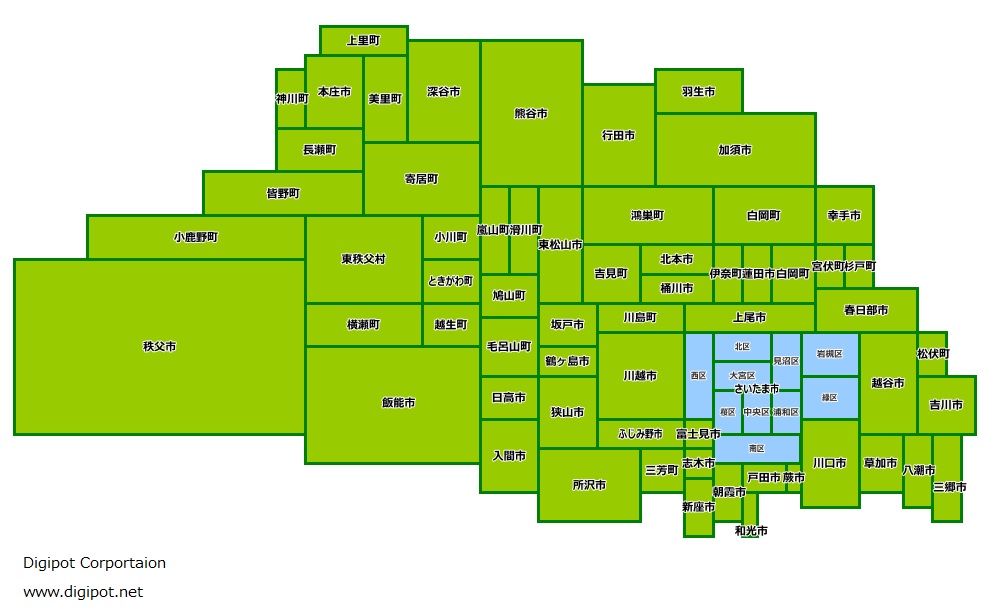 上里町
神川町
本庄市
美里町
深谷市
熊谷市
羽生市
行田市
加須市
長瀬町
寄居町
皆野町
小鹿野町
東秩父村
小川町
嵐山町
滑川町
東松山市
鴻巣町
白岡町
幸手市
ときがわ町
吉見町
北本市
伊奈町
蓮田市
白岡町
宮伏町
杉戸町
鳩山町
桶川市
横瀬町
越生町
坂戸市
川島町
上尾市
春日部市
秩父市
毛呂山町
鶴ヶ島市
川越市
西区
北区
見沼区
岩槻区
越谷市
松伏町
大宮区
さいたま市
飯能市
日高市
狭山市
桜区
中央区
浦和区
緑区
吉川市
ふじみ野市
富士見市
南区
入間市
所沢市
三芳町
志木市
戸田市
蕨市
川口市
草加市
八潮市
三郷市
朝霞市
新座市
和光市
Digipot Corportaion
www.digipot.net